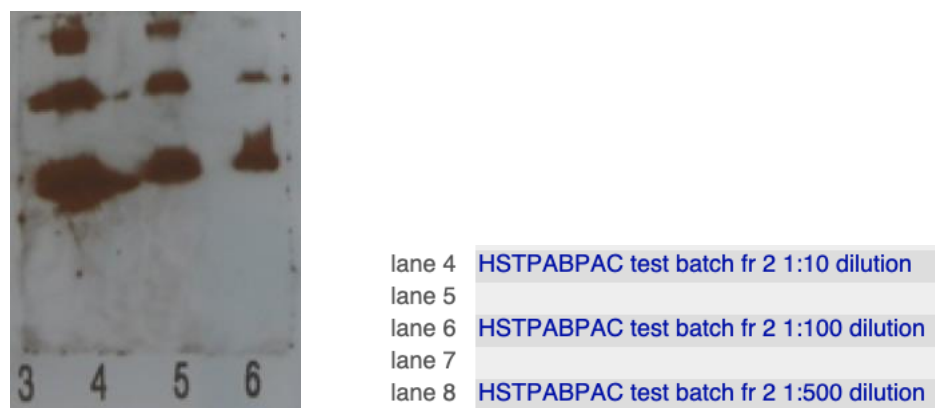 3 4 5 6
lane 4 HSTPABPAC test batch fr 2 1:10 dilution
lane 5
lane 6 HSTPABPAC test batch fr 2 1:100 dilution
lane 7
lane 8 HSTPABPAC test batch fr 2 1:500 dilution